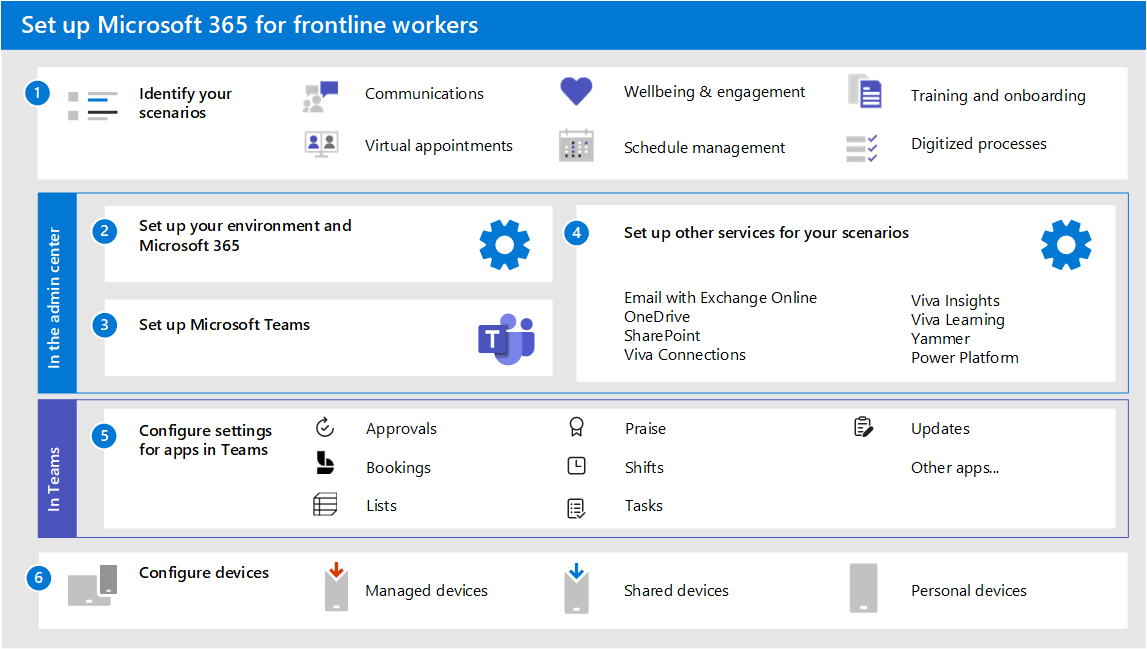 Set up Microsoft 365 for frontline workers
1
Identify your
scenarios
Communications
Wellbeing & engagement
Training and onboarding
Virtual appointments
Schedule management
Digitized processes
In the admin center
2
Set up your environment and
Microsoft 365
3
Set up Microsoft Teams
T
4
Set up other services for your scenarios
Email with Exchange Online
OneDrive
SharePoint
Viva Connections
Viva Insights
Viva Learning
Yammer
Power Platform
In Teams
5
Configure settings
for apps in Teams
Approvals
Bookings
Lists
Praise
Shifts
Tasks
Updates
Other apps...
6
Configure devices
Managed devices
Shared devices
Personal devices